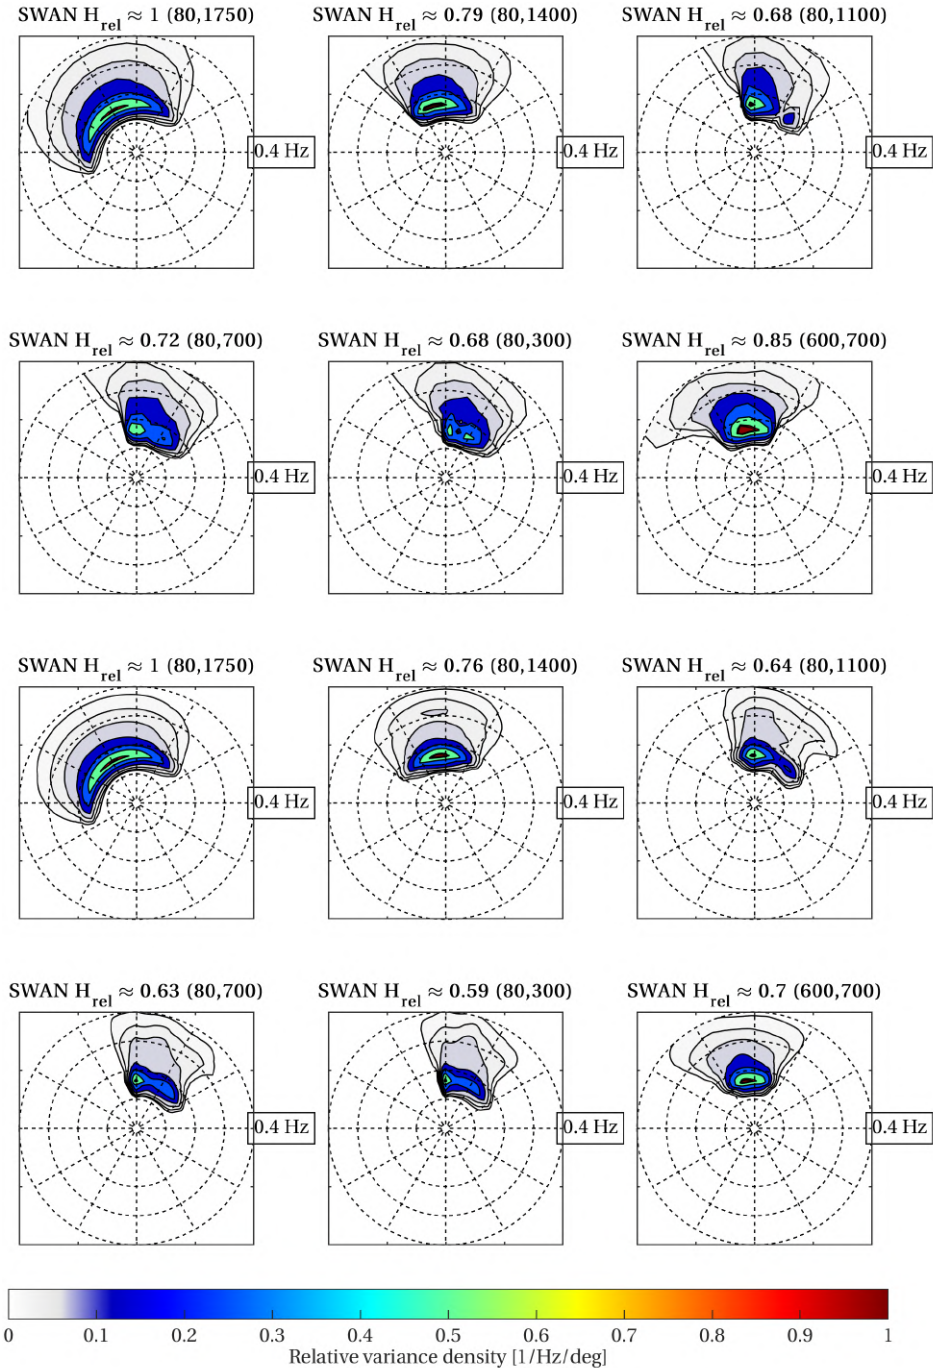 SWAN H_rel ≈ 1 (80,1750)
SWAN H_rel ≈ 0.79 (80,1400)
SWAN H_rel ≈ 0.68 (80,1100)
0.4 Hz
0.4 Hz
0.4 Hz
SWAN H_rel ≈ 0.72 (80,700)
SWAN H_rel ≈ 0.68 (80,300)
SWAN H_rel ≈ 0.85 (600,700)
0.4 Hz
0.4 Hz
0.4 Hz
SWAN H_rel ≈ 1 (80,1750)
SWAN H_rel ≈ 0.76 (80,1400)
SWAN H_rel ≈ 0.64 (80,1100)
0.4 Hz
0.4 Hz
0.4 Hz
SWAN H_rel ≈ 0.63 (80,700)
SWAN H_rel ≈ 0.59 (80,300)
SWAN H_rel ≈ 0.7 (600,700)
0.4 Hz
0.4 Hz
0.4 Hz
0 0.1 0.2 0.3 0.4 0.5 0.6 0.7 0.8 0.9 1
Relative variance density [1/Hz/deg]